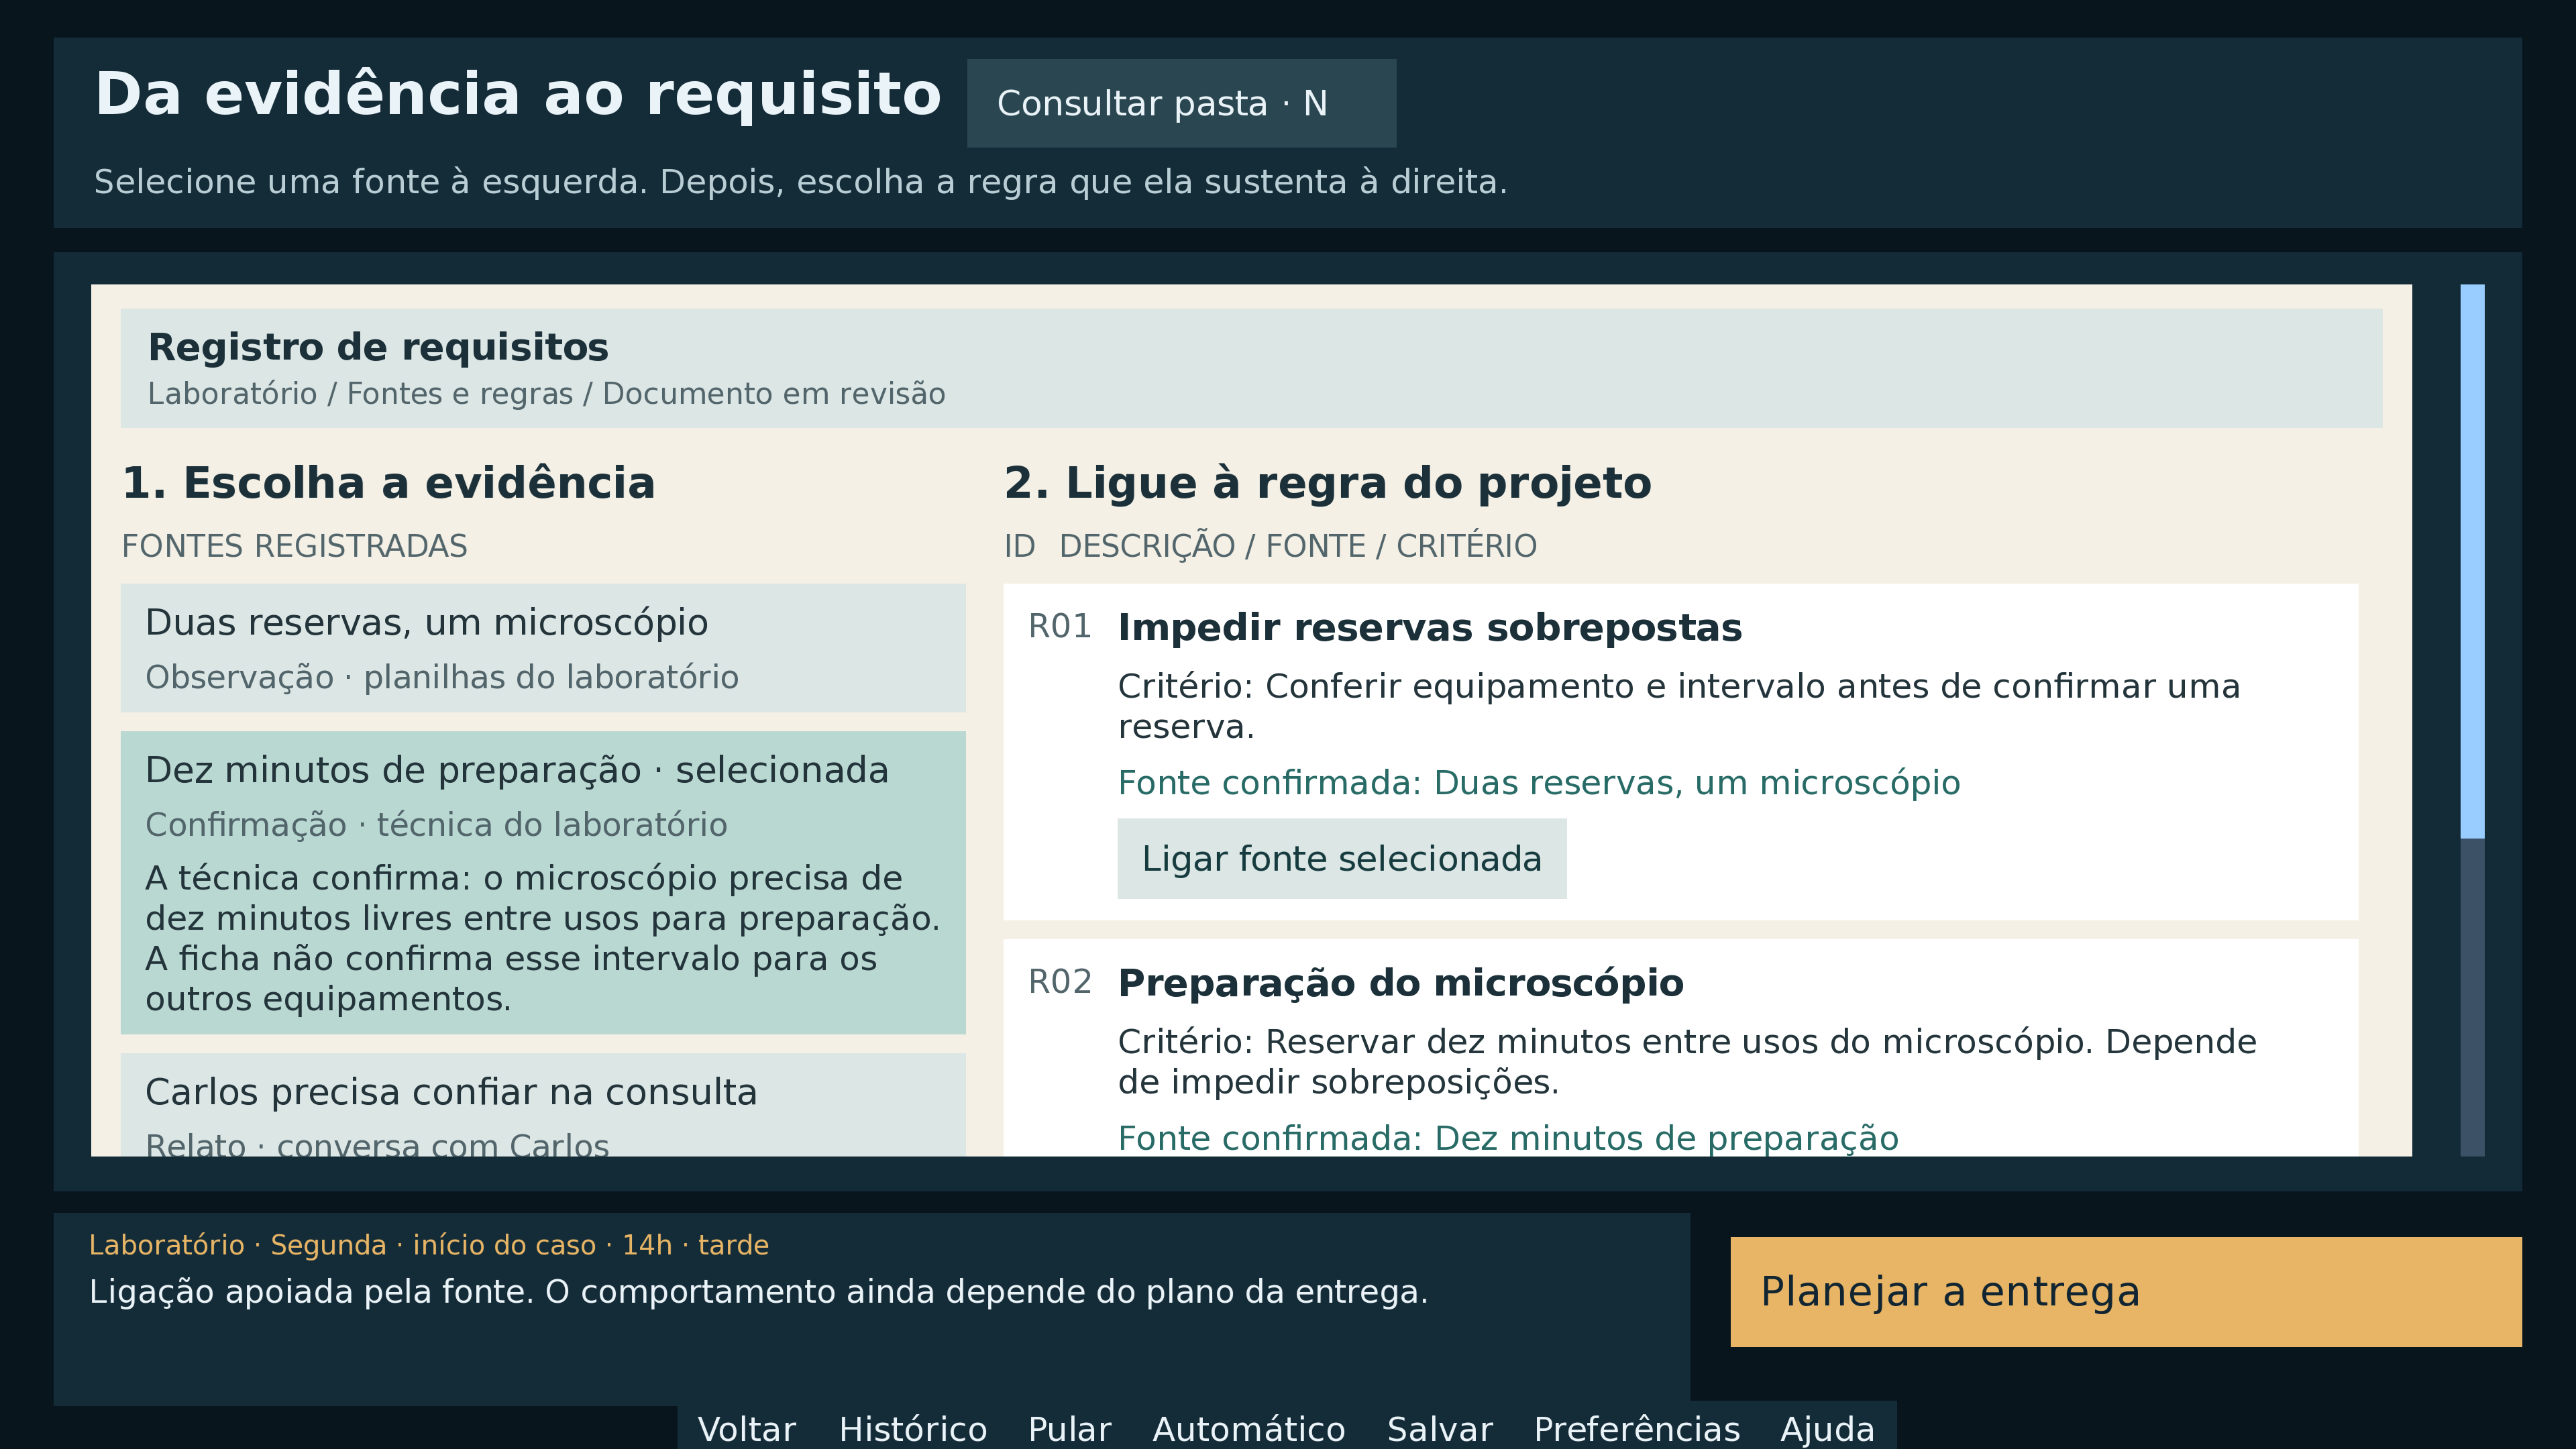 Da evidência ao requisito
Consultar pasta · N
Selecione uma fonte à esquerda. Depois, escolha a regra que ela sustenta à direita.
Registro de requisitos
Laboratório / Fontes e regras / Documento em revisão
1. Escolha a evidência
FONTES REGISTRADAS
Duas reservas, um microscópio
Observação · planilhas do laboratório
Dez minutos de preparação · selecionada
Confirmação · técnica do laboratório
A técnica confirma: o microscópio precisa de
dez minutos livres entre usos para preparação.
A ficha não confirma esse intervalo para os
outros equipamentos.
Carlos precisa confiar na consulta
Relato · conversa com Carlos
2. Ligue à regra do projeto
ID DESCRIÇÃO / FONTE / CRITÉRIO
R01 Impedir reservas sobrepostas
Critério: Conferir equipamento e intervalo antes de confirmar uma
reserva.
Fonte confirmada: Duas reservas, um microscópio
Ligar fonte selecionada
R02 Preparação do microscópio
Critério: Reservar dez minutos entre usos do microscópio. Depende
de impedir sobreposições.
Fonte confirmada: Dez minutos de preparação
Laboratório · Segunda · início do caso · 14h · tarde
Ligação apoiada pela fonte. O comportamento ainda depende do plano da entrega.
Planejar a entrega
Voltar Histórico Pular Automático Salvar Preferências Ajuda